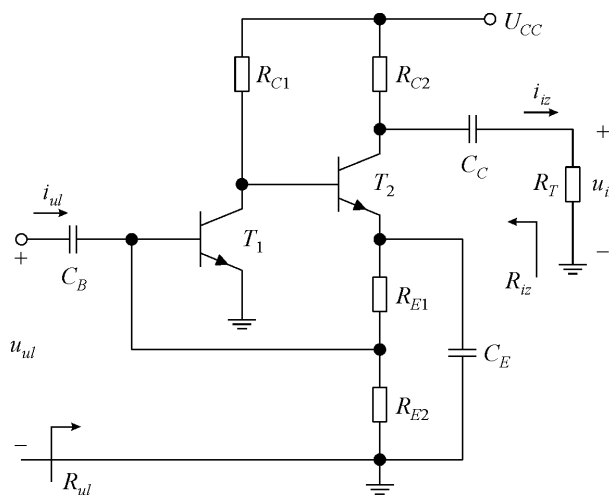 U_CC
R_C1
R_C2
i_iz
+
C_C
T_2
R_T
u_i
i_ul
T_1
+
C_B
R_iz
−
R_E1
C_E
u_ul
R_E2
−
R_ul